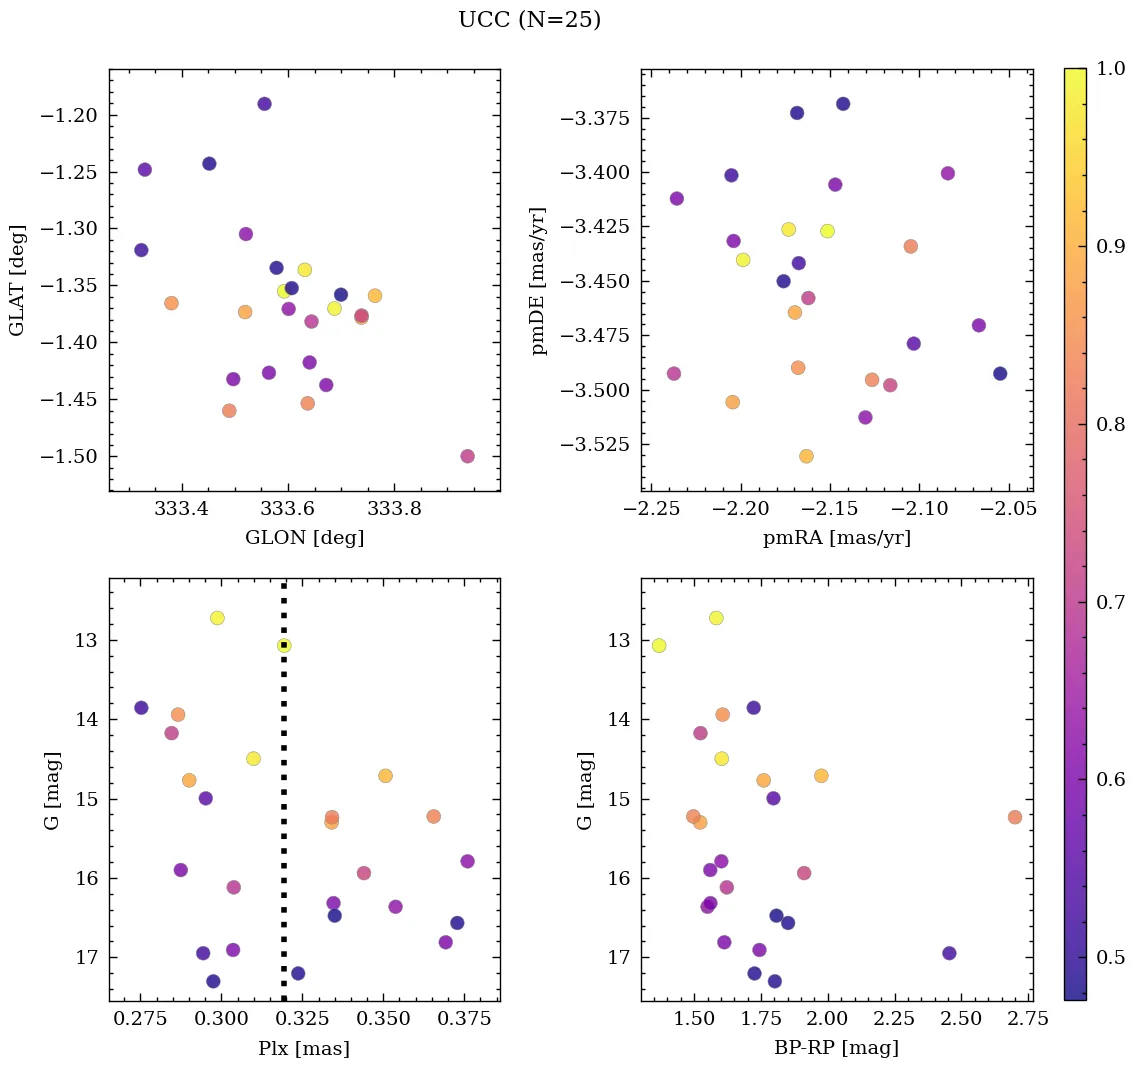 UCC (N=25)
−1.20
−1.25
−1.30
−1.35
−1.40
−1.45
−1.50
GLAT [deg]
333.4 333.6 333.8
GLON [deg]
−3.375
−3.400
−3.425
−3.450
−3.475
−3.500
−3.525
pmDE [mas/yr]
−2.25 −2.20 −2.15 −2.10 −2.05
pmRA [mas/yr]
13
14
15
16
17
G [mag]
0.275 0.300 0.325 0.350 0.375
Plx [mas]
13
14
15
16
17
G [mag]
1.50 1.75 2.00 2.25 2.50 2.75
BP-RP [mag]
1.0
0.9
0.8
0.7
0.6
0.5